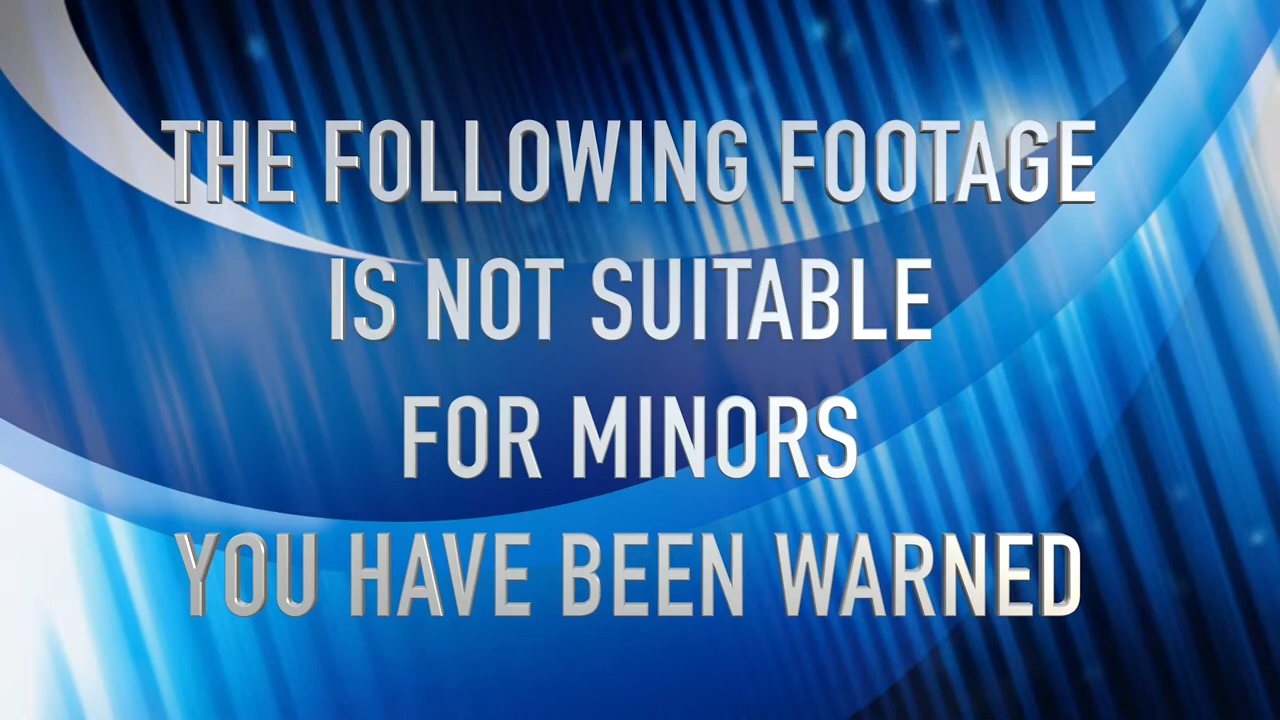 THE FOLLOWING FOOTAGE
IS NOT SUITABLE
FOR MINORS
YOU HAVE BEEN WARNED